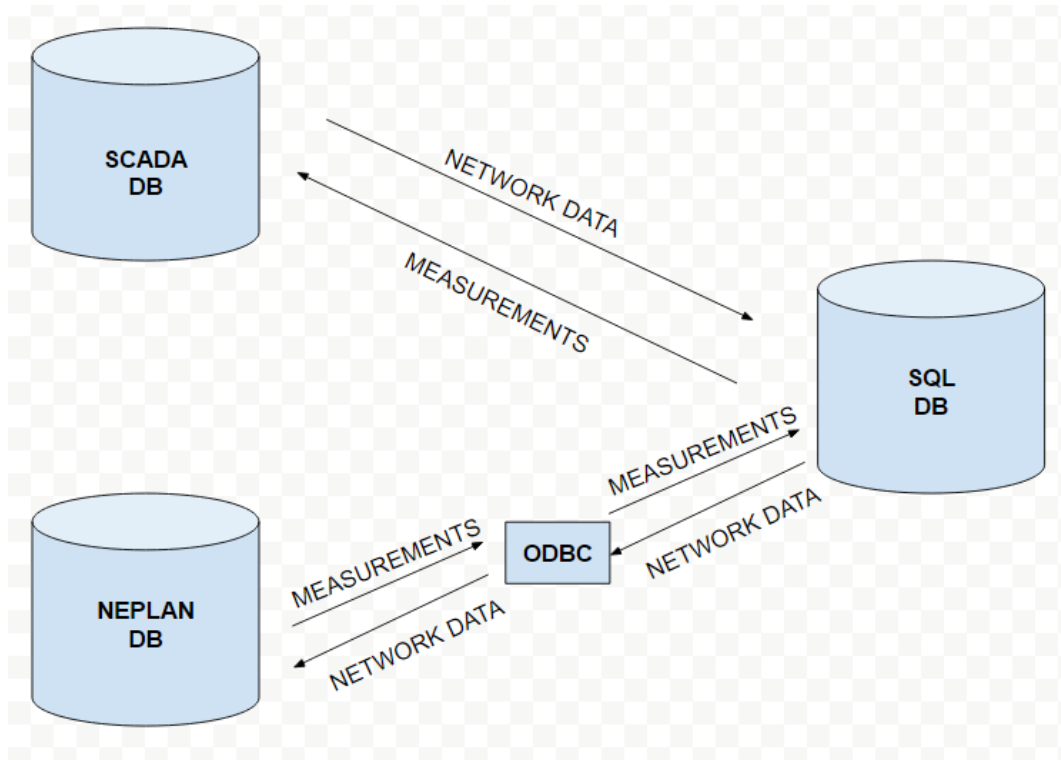 SCADA
DB
NETWORK DATA
MEASUREMENTS
SQL
DB
MEASUREMENTS
NETWORK DATA
ODBC
MEASUREMENTS
NETWORK DATA
NEPLAN
DB